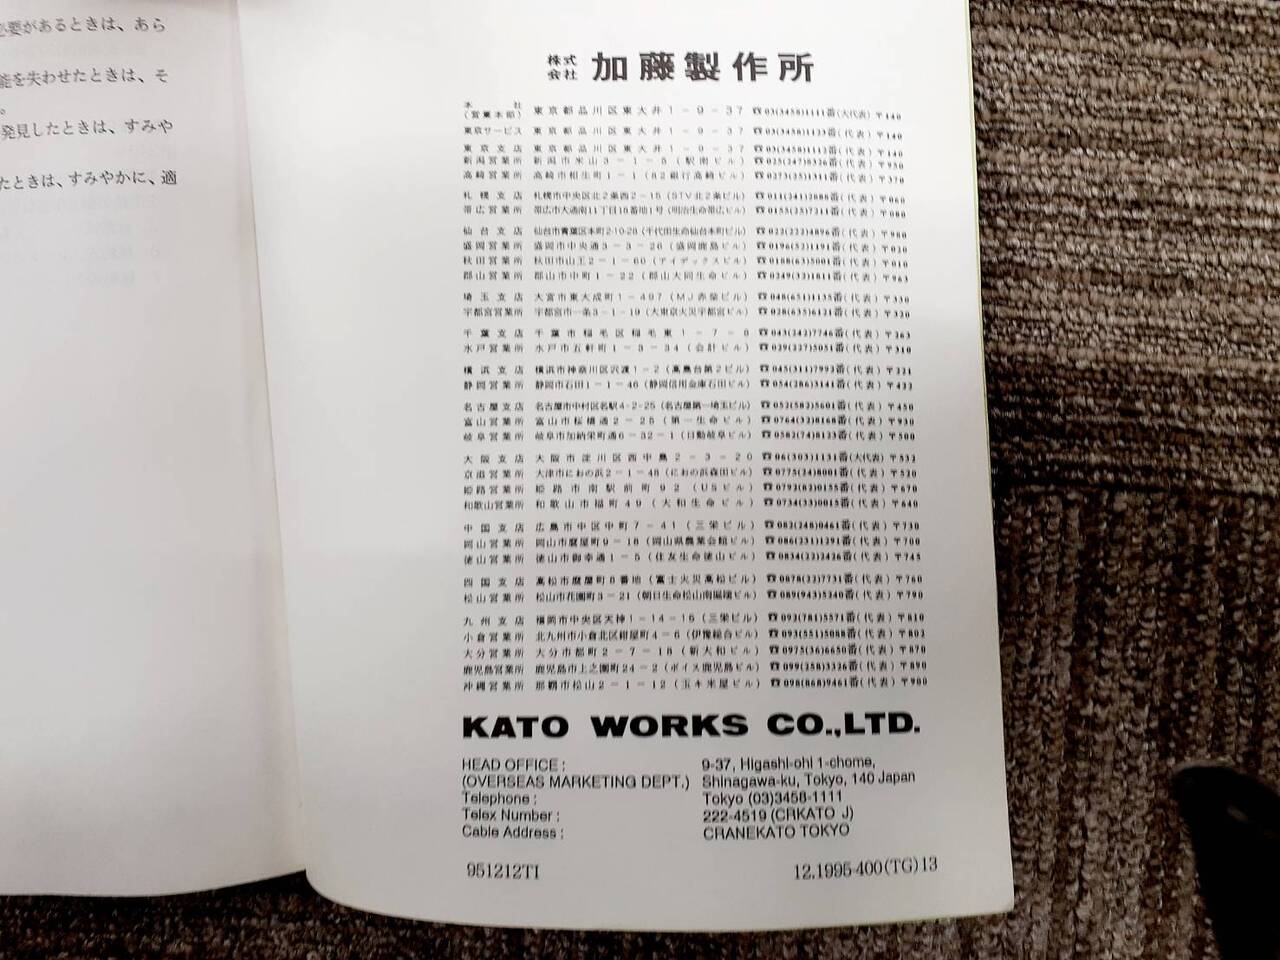 必要があるときは、あら
能を失わせたときは、そ
。
発見したときは、すみや
たときは、すみやかに、適
株式会社 加藤製作所
本社(営業本部) 東京都品川区東大井1-9-37 ☎03(3458)1111番(大代表)〒140
東京サービス 東京都品川区東大井1-9-37 ☎03(3458)1123番(代表)〒140
東京支店 東京都品川区東大井1-9-37 ☎03(3458)1112番(代表)〒140
新潟営業所 新潟市米山3-1-5(駅南ビル) ☎025(247)8326番(代表)〒950
高崎営業所 高崎市相生町1-1(82銀行高崎ビル) ☎0273(25)1311番(代表)〒370
札幌支店 札幌市中央区北2条西2-15(STV北2条ビル) ☎011(241)2888番(代表)〒060
帯広営業所 帯広市大通南11丁目18番地1号(明治生命帯広ビル) ☎0155(25)7211番(代表)〒080
仙台支店 仙台市青葉区本町2-10-28(千代田生命仙台本町ビル) ☎022(222)4896番(代表)〒980
盛岡営業所 盛岡市中央通3-3-26(盛岡鹿島ビル) ☎0196(52)1191番(代表)〒020
秋田営業所 秋田市山王2-1-60(アイデックスビル) ☎0188(63)5001番(代表)〒010
郡山営業所 郡山市中町1-22(郡山大同生命ビル) ☎0249(32)1811番(代表)〒963
埼玉支店 大宮市東大成町1-497(MJ赤柴ビル) ☎048(651)1135番(代表)〒330
宇都宮営業所 宇都宮市一条3-1-19(大東京火災宇都宮ビル) ☎028(635)6121番(代表)〒320
千葉支店 千葉市稲毛区稲毛東1-7-8 ☎043(242)7746番(代表)〒263
水戸営業所 水戸市五軒町1-3-34(会計ビル) ☎029(227)5051番(代表)〒310
横浜支店 横浜市神奈川区沢渡1-2(高島台第2ビル) ☎045(311)7992番(代表)〒221
静岡営業所 静岡市石田1-1-46(静岡信用金庫石田ビル) ☎054(286)3141番(代表)〒422
名古屋支店 名古屋市中村区名駅4-2-25(名古屋第一埼玉ビル) ☎052(582)5601番(代表)〒450
富山営業所 富山市桜橋通2-25(第一生命ビル) ☎0764(32)8168番(代表)〒930
岐阜営業所 岐阜市加納栄町通6-32-1(日動岐阜ビル) ☎0582(74)8123番(代表)〒500
大阪支店 大阪市淀川区西中島2-3-20 ☎06(303)1131番(大代表)〒532
京滋営業所 大津市におの浜2-1-48(におの浜森田ビル) ☎0775(24)8001番(代表)〒520
姫路営業所 姫路市南駅前町92(USビル) ☎0792(82)0155番(代表)〒670
和歌山営業所 和歌山市福町49(大和生命ビル) ☎0734(33)0015番(代表)〒640
中国支店 広島市中区中町7-41(三栄ビル) ☎082(248)0461番(代表)〒730
岡山営業所 岡山市磨屋町9-18(岡山県農業会館ビル) ☎086(231)1291番(代表)〒700
徳山営業所 徳山市御幸通1-5(住友生命徳山ビル) ☎0834(22)2426番(代表)〒745
四国支店 高松市磨屋町8番地(富士火災高松ビル) ☎0878(22)7731番(代表)〒760
松山営業所 松山市花園町3-21(朝日生命松山南堀端ビル) ☎089(943)5240番(代表)〒790
九州支店 福岡市中央区天神1-14-16(三栄ビル) ☎092(781)5571番(代表)〒810
小倉営業所 北九州市小倉北区紺屋町4-6(伊豫総合ビル) ☎093(551)5088番(代表)〒802
大分営業所 大分市都町2-7-18(新大和ビル) ☎0975(36)6650番(代表)〒870
鹿児島営業所 鹿児島市上之園町24-2(ボイス鹿児島ビル) ☎099(258)3326番(代表)〒890
沖縄営業所 那覇市松山2-1-12(玉キ米屋ビル) ☎098(868)9461番(代表)〒900
KATO WORKS CO.,LTD.
HEAD OFFICE : 9-37, Higashi-ohi 1-chome,
(OVERSEAS MARKETING DEPT.) Shinagawa-ku, Tokyo, 140 Japan
Telephone : Tokyo (03)3458-1111
Telex Number : 222-4519 (CRKATO J)
Cable Address : CRANEKATO TOKYO
951212TI 12.1995-400(TG)13